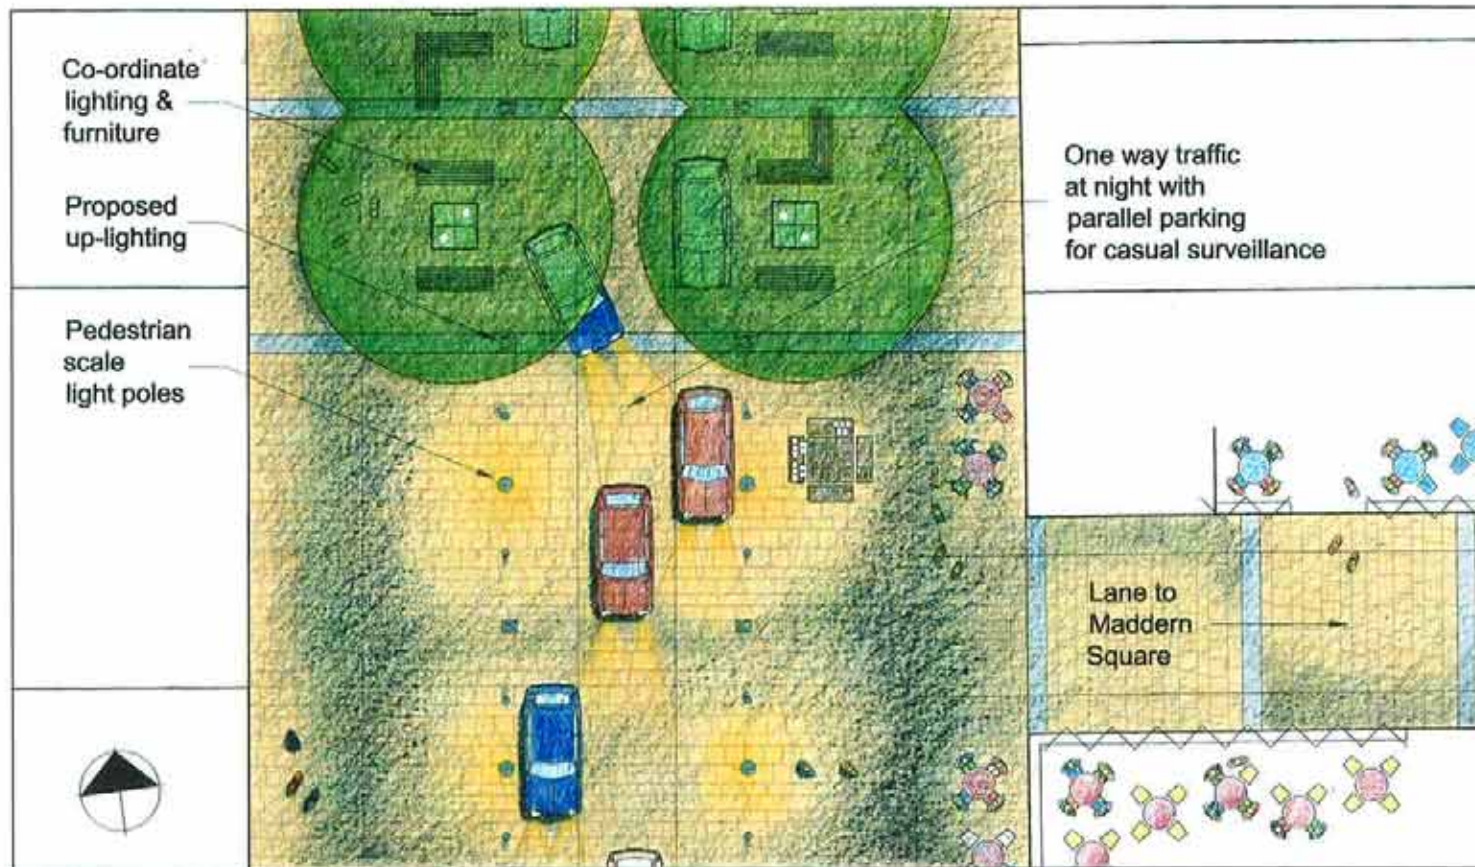 Co-ordinate
lighting &
furniture
Proposed
up-lighting
Pedestrian
scale
light poles
One way traffic
at night with
parallel parking
for casual surveillance
Lane to
Maddern
Square